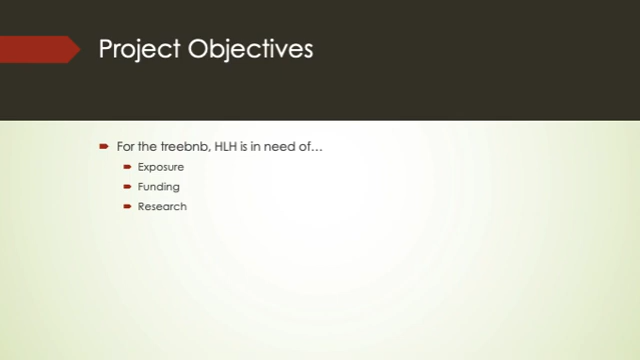 Project Objectives
For the treebnb, HLH is in need of…
Exposure
Funding
Research